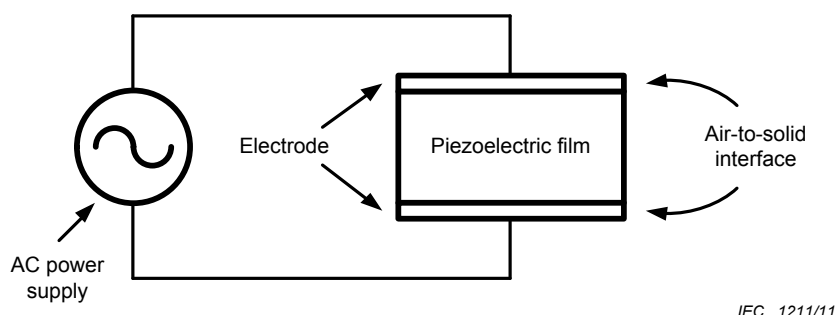 Electrode
Piezoelectric film
Air-to-solid
interface
AC power
supply
IEC 1211/11